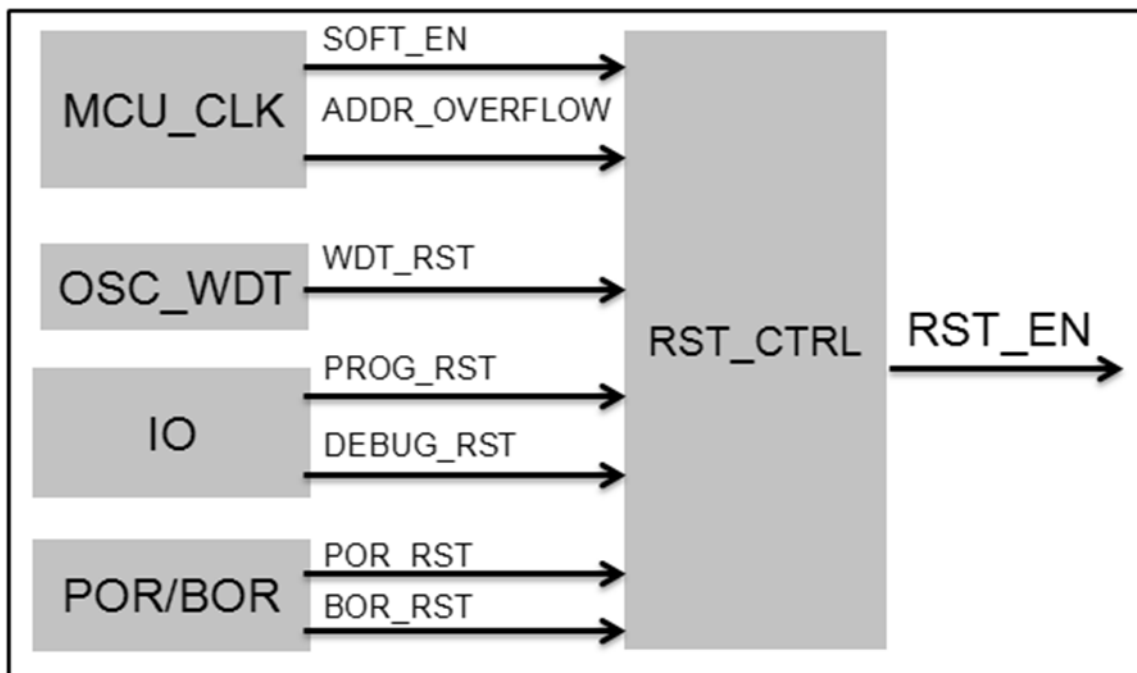 MCU_CLK
SOFT_EN
ADDR_OVERFLOW
OSC_WDT
WDT_RST
IO
PROG_RST
DEBUG_RST
POR/BOR
POR_RST
BOR_RST
RST_CTRL
RST_EN